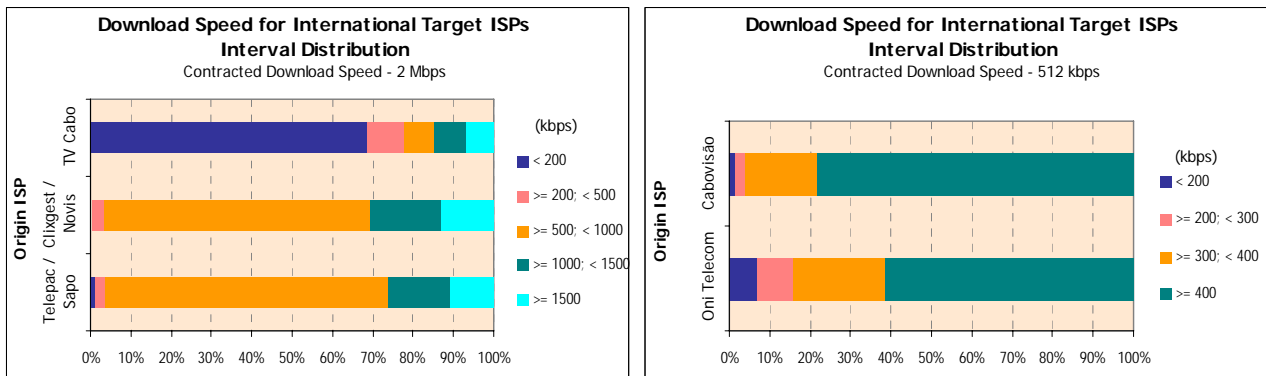 Download Speed for International Target ISPs
Interval Distribution
Contracted Download Speed - 2 Mbps
Origin ISP
TV Cabo
Clixgest /
Novis
Telepac /
Sapo
0% 10% 20% 30% 40% 50% 60% 70% 80% 90% 100%
(kbps)
< 200
>= 200; < 500
>= 500; < 1000
>= 1000; < 1500
>= 1500
Download Speed for International Target ISPs
Interval Distribution
Contracted Download Speed - 512 kbps
Origin ISP
Cabovisão
Oni Telecom
0% 10% 20% 30% 40% 50% 60% 70% 80% 90% 100%
(kbps)
< 200
>= 200; < 300
>= 300; < 400
>= 400